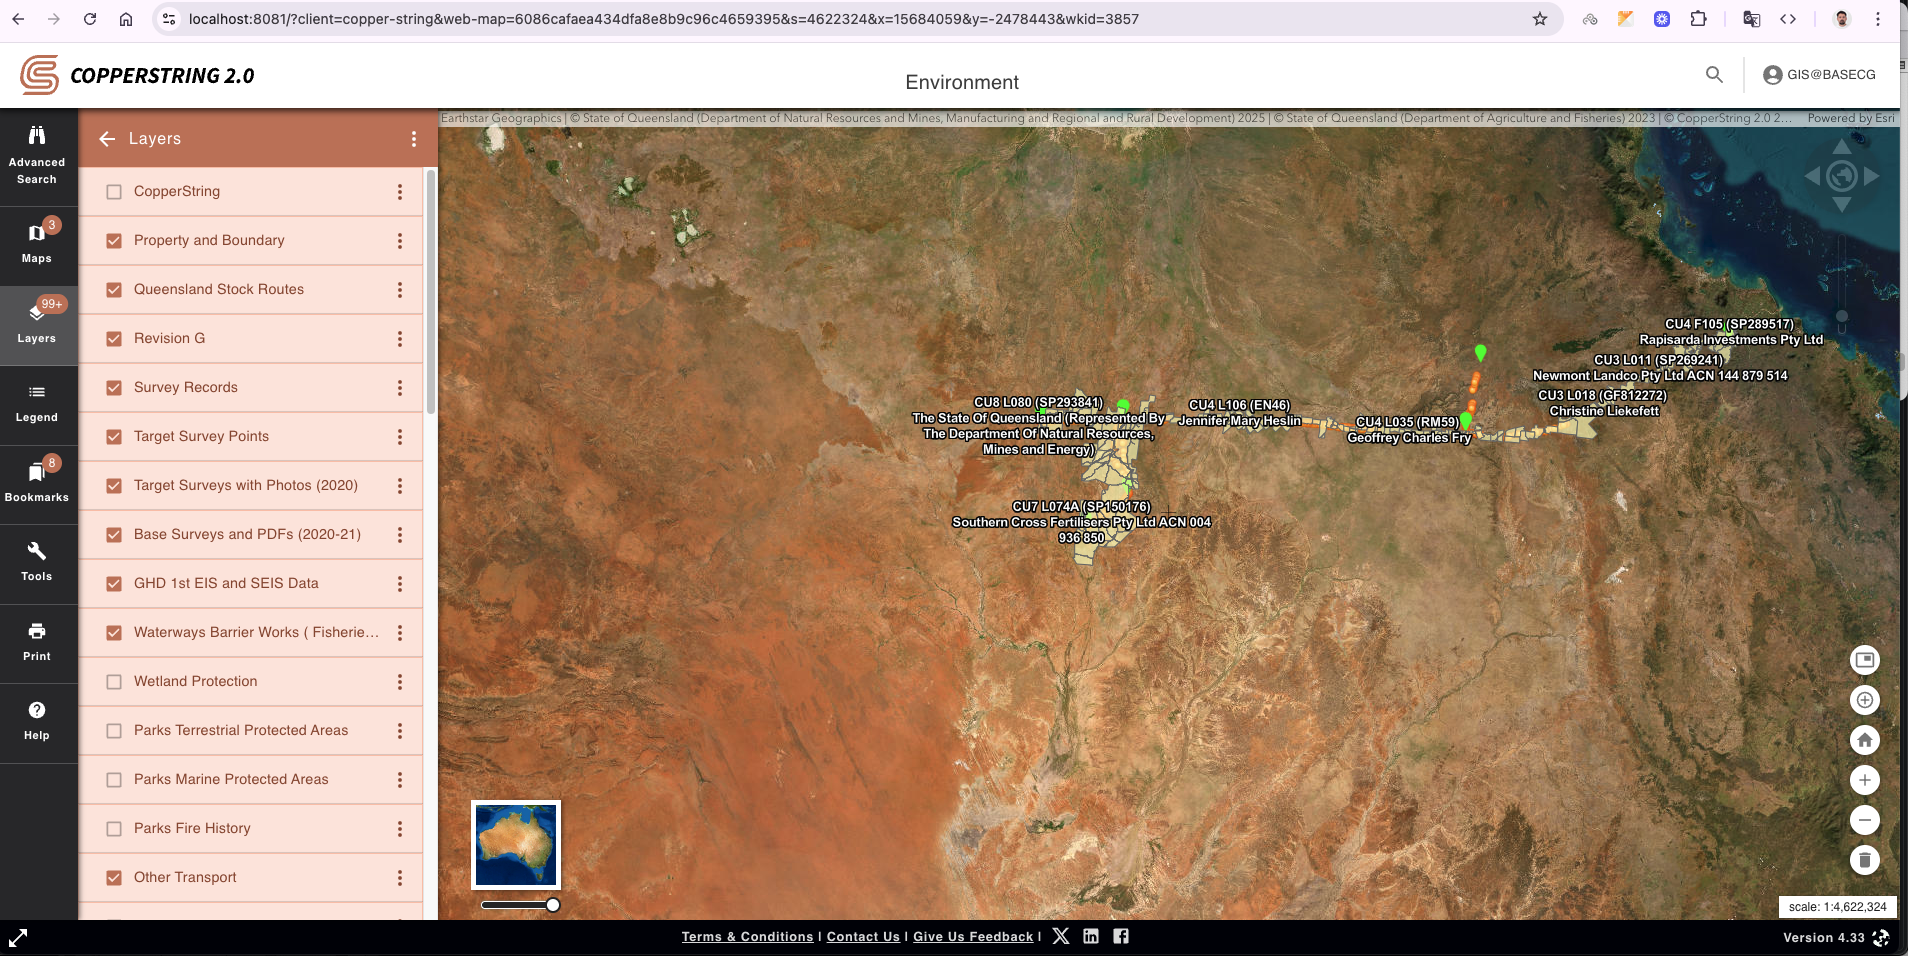 localhost:8081/?client=copper-string&web-map=6086cafaea434dfa8e8b9c96c4659395&s=4622324&x=15684059&y=-2478443&wkid=3857
COPPERSTRING 2.0
Environment
GIS@BASECG
Advanced
Search
3
Maps
99+
Layers
Legend
8
Bookmarks
Tools
Print
Help
Layers
CopperString
Property and Boundary
Queensland Stock Routes
Revision G
Survey Records
Target Survey Points
Target Surveys with Photos (2020)
Base Surveys and PDFs (2020-21)
GHD 1st EIS and SEIS Data
Waterways Barrier Works ( Fisherie...
Wetland Protection
Parks Terrestrial Protected Areas
Parks Marine Protected Areas
Parks Fire History
Other Transport
Earthstar Geographics | © State of Queensland (Department of Natural Resources and Mines, Manufacturing and Regional and Rural Development) 2025 | © State of Queensland (Department of Agriculture and Fisheries) 2023 | © CopperString 2.0 2...
Powered by Esri
CU4 F105 (SP289517)
Rapisarda Investments Pty Ltd
CU3 L011 (SP269241)
Newmont Landco Pty Ltd ACN 144 879 514
CU3 L018 (GF812272)
Christine Liekefett
CU8 L080 (SP293841)
The State Of Queensland (Represented By
The Department Of Natural Resources,
Mines and Energy)
CU4 L106 (EN46)
Jennifer Mary Heslin
CU4 L035 (RM59)
Geoffrey Charles Fry
CU7 L074A (SP150176)
Southern Cross Fertilisers Pty Ltd ACN 004
936 850
scale: 1:4,622,324
Terms & Conditions | Contact Us | Give Us Feedback |
Version 4.33